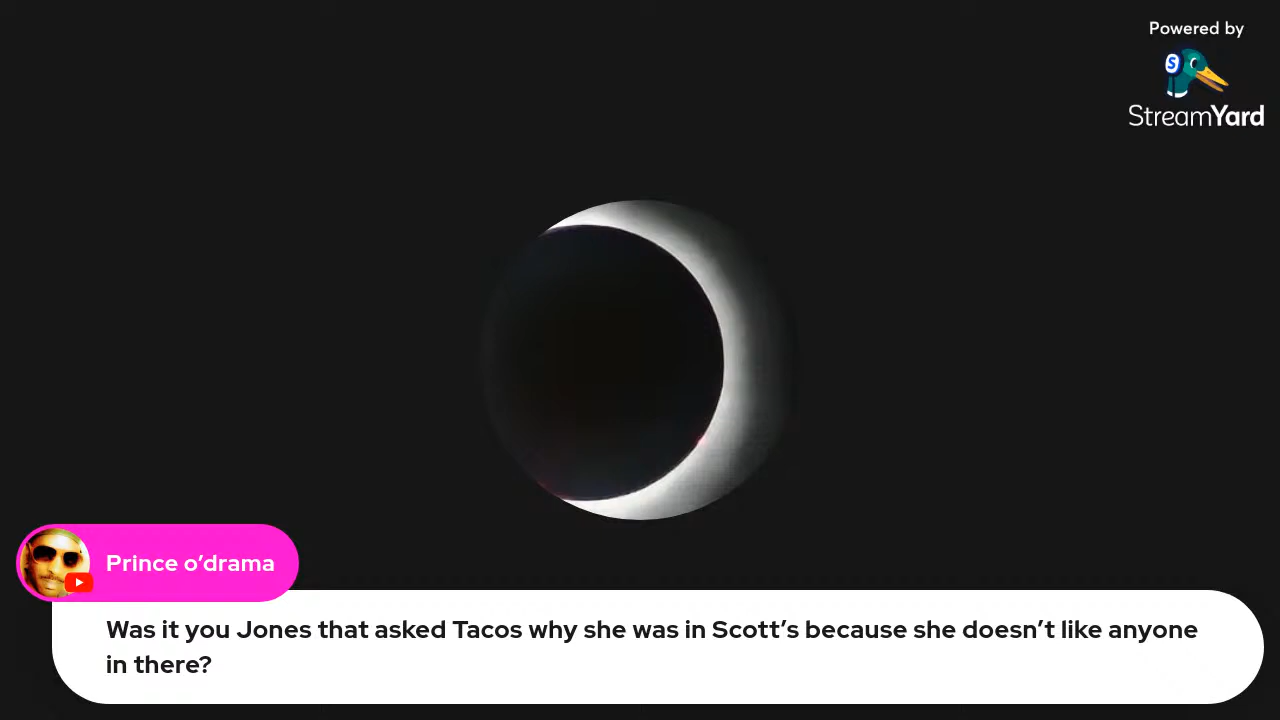 Powered by
S
StreamYard
Prince o’drama
Was it you Jones that asked Tacos why she was in Scott’s because she doesn’t like anyone
in there?